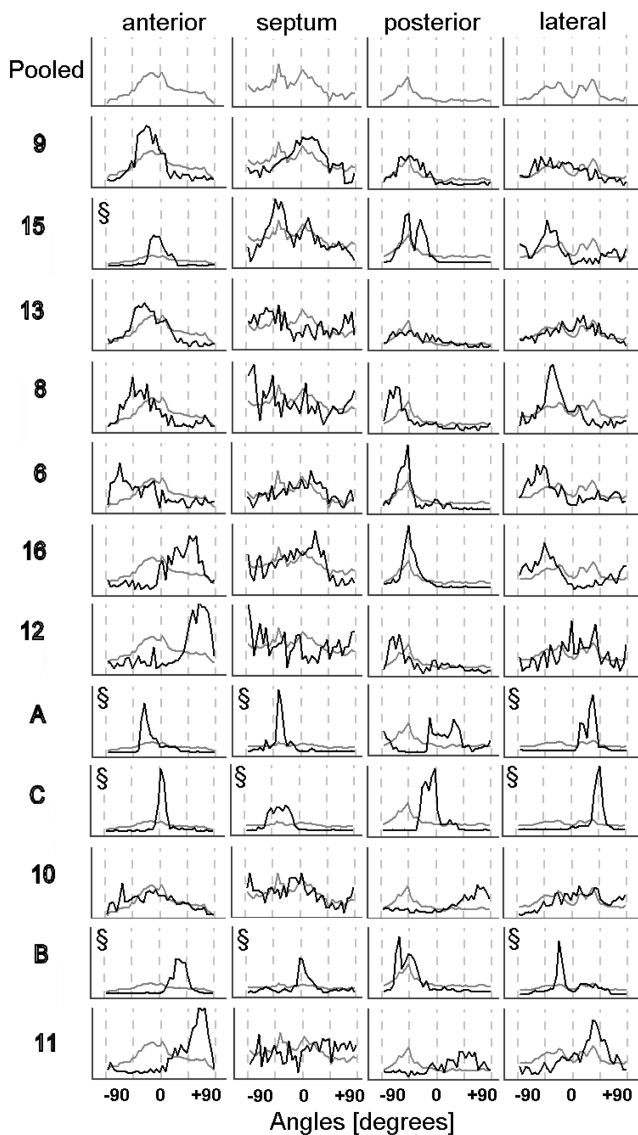 anterior septum posterior lateral
Pooled
9
15 §
13
8
6
16
12
A § § §
C § § §
10
B § § §
11
-90 0 +90 -90 0 +90 -90 0 +90 -90 0 +90
Angles [degrees]